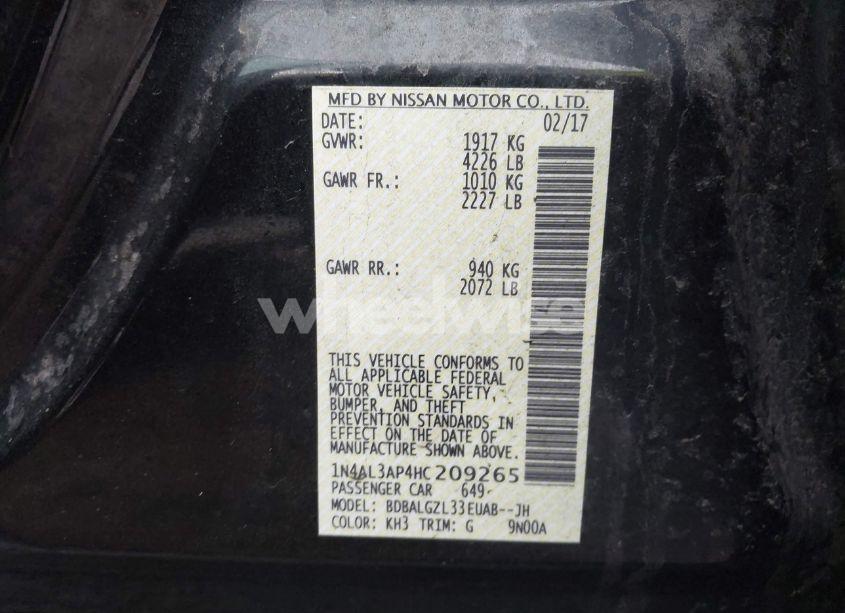 MFD BY NISSAN MOTOR CO., LTD.
DATE: 02/17
GVWR: 1917 KG
4226 LB
GAWR FR.: 1010 KG
2227 LB
GAWR RR.: 940 KG
2072 LB
wheelwise
THIS VEHICLE CONFORMS TO
ALL APPLICABLE FEDERAL
MOTOR VEHICLE SAFETY,
BUMPER, AND THEFT
PREVENTION STANDARDS IN
EFFECT ON THE DATE OF
MANUFACTURE SHOWN ABOVE.
1N4AL3AP4HC209265
PASSENGER CAR 649
MODEL: BDBALGZL33EUAB--JH
COLOR: KH3 TRIM: G 9N00A